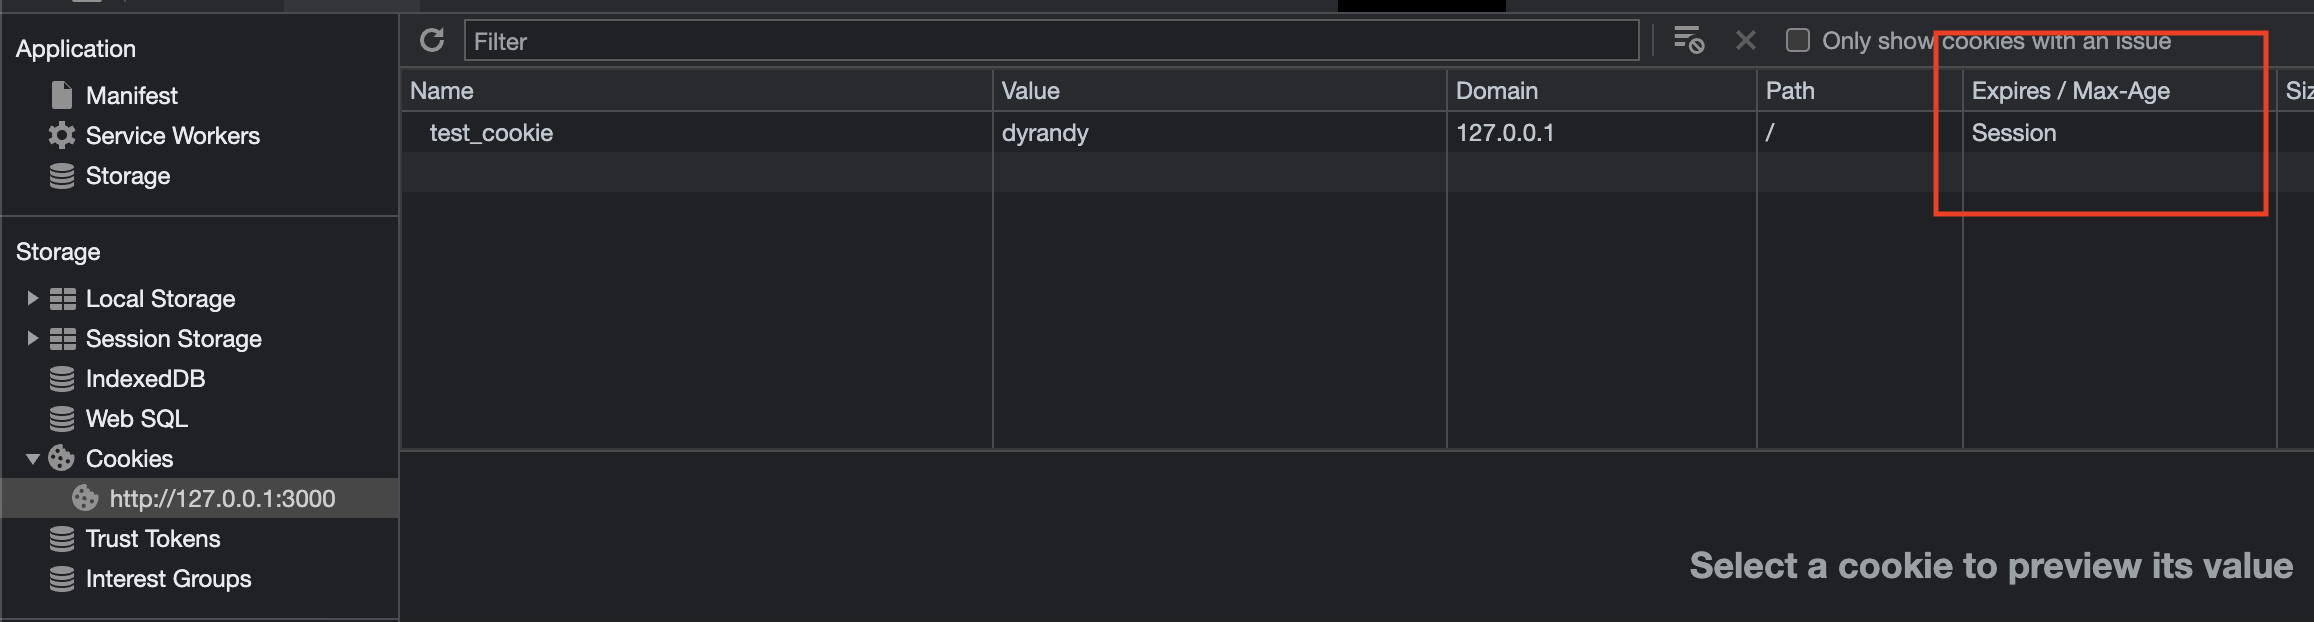 Application
Manifest
Service Workers
Storage
Storage
Local Storage
Session Storage
IndexedDB
Web SQL
Cookies
http://127.0.0.1:3000
Trust Tokens
Interest Groups
Filter
Only show cookies with an issue
Name Value Domain Path Expires / Max-Age
test_cookie dyrandy 127.0.0.1 / Session
Select a cookie to preview its value